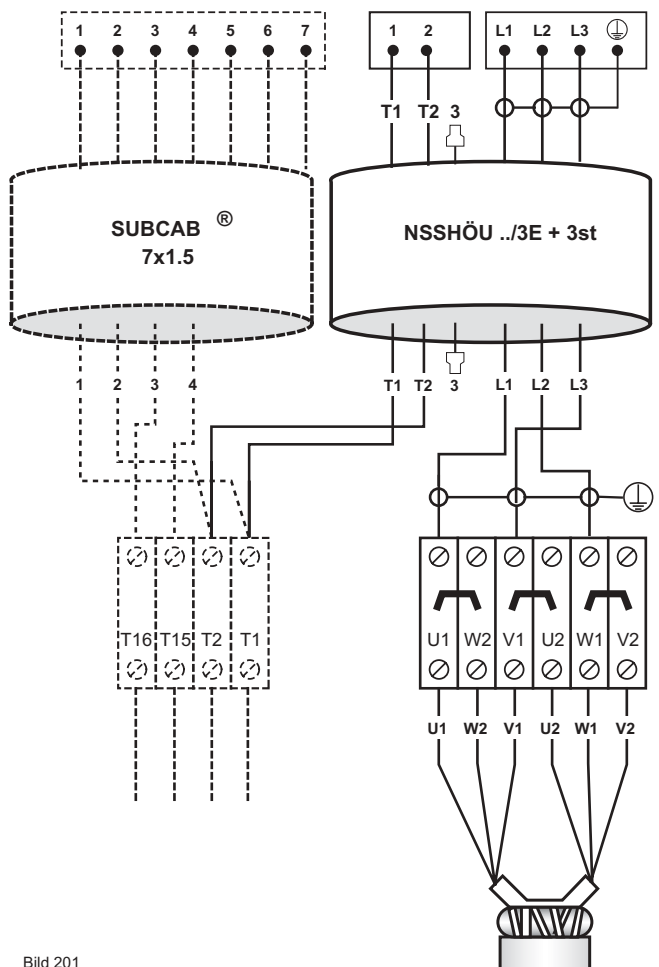 1 2 3 4 5 6 7
1 2
L1 L2 L3
T1 T2 3
SUBCAB ®
7x1.5
NSSHÖU ../3E + 3st
1 2 3 4
T1 T2 3 L1 L2 L3
T16 T15 T2 T1
U1 W2 V1 U2 W1 V2
U1 W2 V1 U2 W1 V2
Bild 201